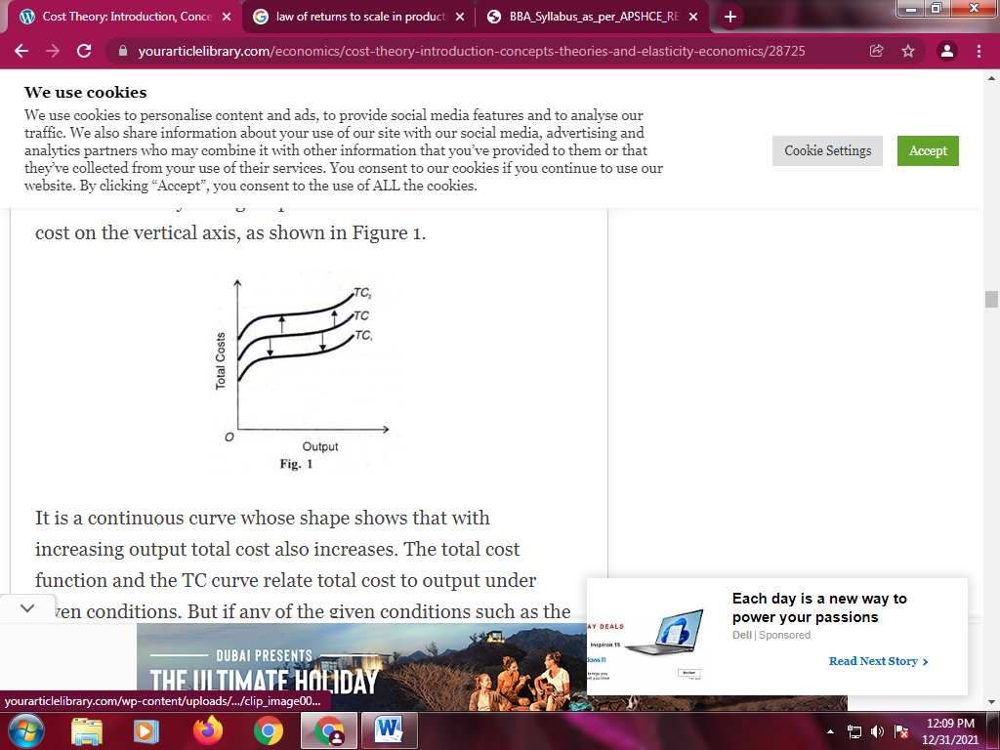 Cost Theory: Introduction, Conce
law of returns to scale in producti
BBA_Syllabus_as_per_APSHCE_RE
yourarticlelibrary.com/economics/cost-theory-introduction-concepts-theories-and-elasticity-economics/28725
We use cookies
We use cookies to personalise content and ads, to provide social media features and to analyse our
traffic. We also share information about your use of our site with our social media, advertising and
analytics partners who may combine it with other information that you've provided to them or that
they've collected from your use of their services. You consent to our cookies if you continue to use our
website. By clicking “Accept”, you consent to the use of ALL the cookies.
Cookie Settings
Accept
cost on the vertical axis, as shown in Figure 1.
TC₂
TC
TC₁
Total Costs
O
Output
Fig. 1
It is a continuous curve whose shape shows that with
increasing output total cost also increases. The total cost
function and the TC curve relate total cost to output under
ven conditions. But if any of the given conditions such as the
AY DEALS
Inspiron 15
dows 11
Each day is a new way to
power your passions
Dell | Sponsored
Read Next Story >
DUBAI PRESENTS
THE ULTIMATE HOLIDAY
yourarticlelibrary.com/wp-content/uploads/.../clip_image00...
12:09 PM
12/31/2021